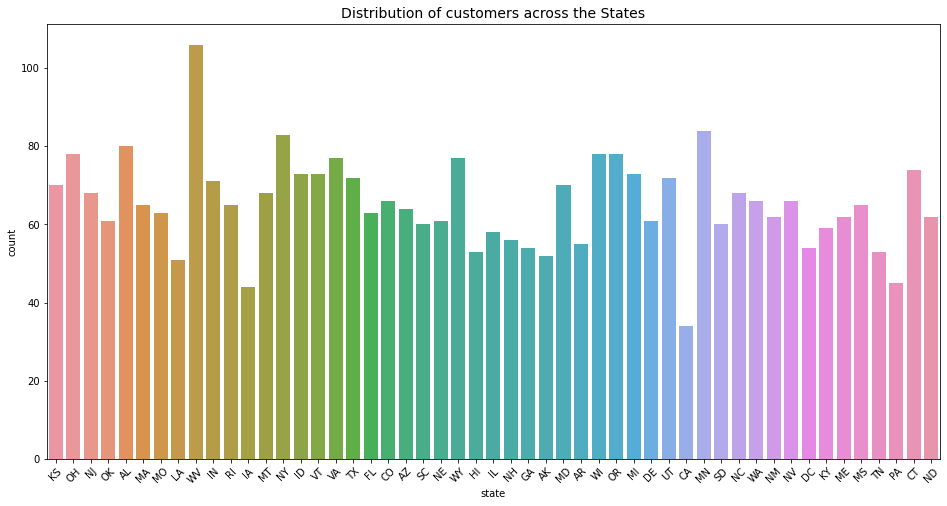 Distribution of customers across the States
count
100
80
60
40
20
0
KS OH NJ OK AL MA MO LA WV IN RI IA MT NY ID VT VA TX FL CO AZ SC NE WY HI IL NH GA AK MD AR WI OR MI DE UT CA MN SD NC WA NM NV DC KY ME MS TN PA CT ND
state